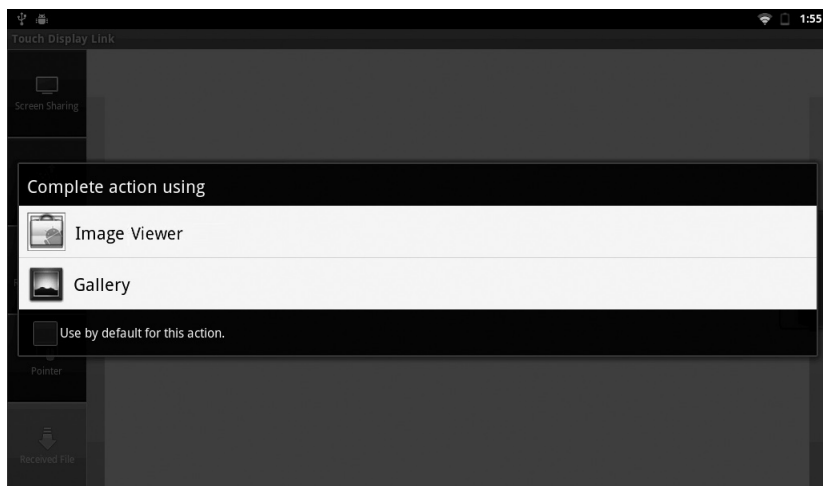 1:55
Touch Display Link
Screen Sharing
Complete action using
Image Viewer
Gallery
Use by default for this action.
Pointer
Received File